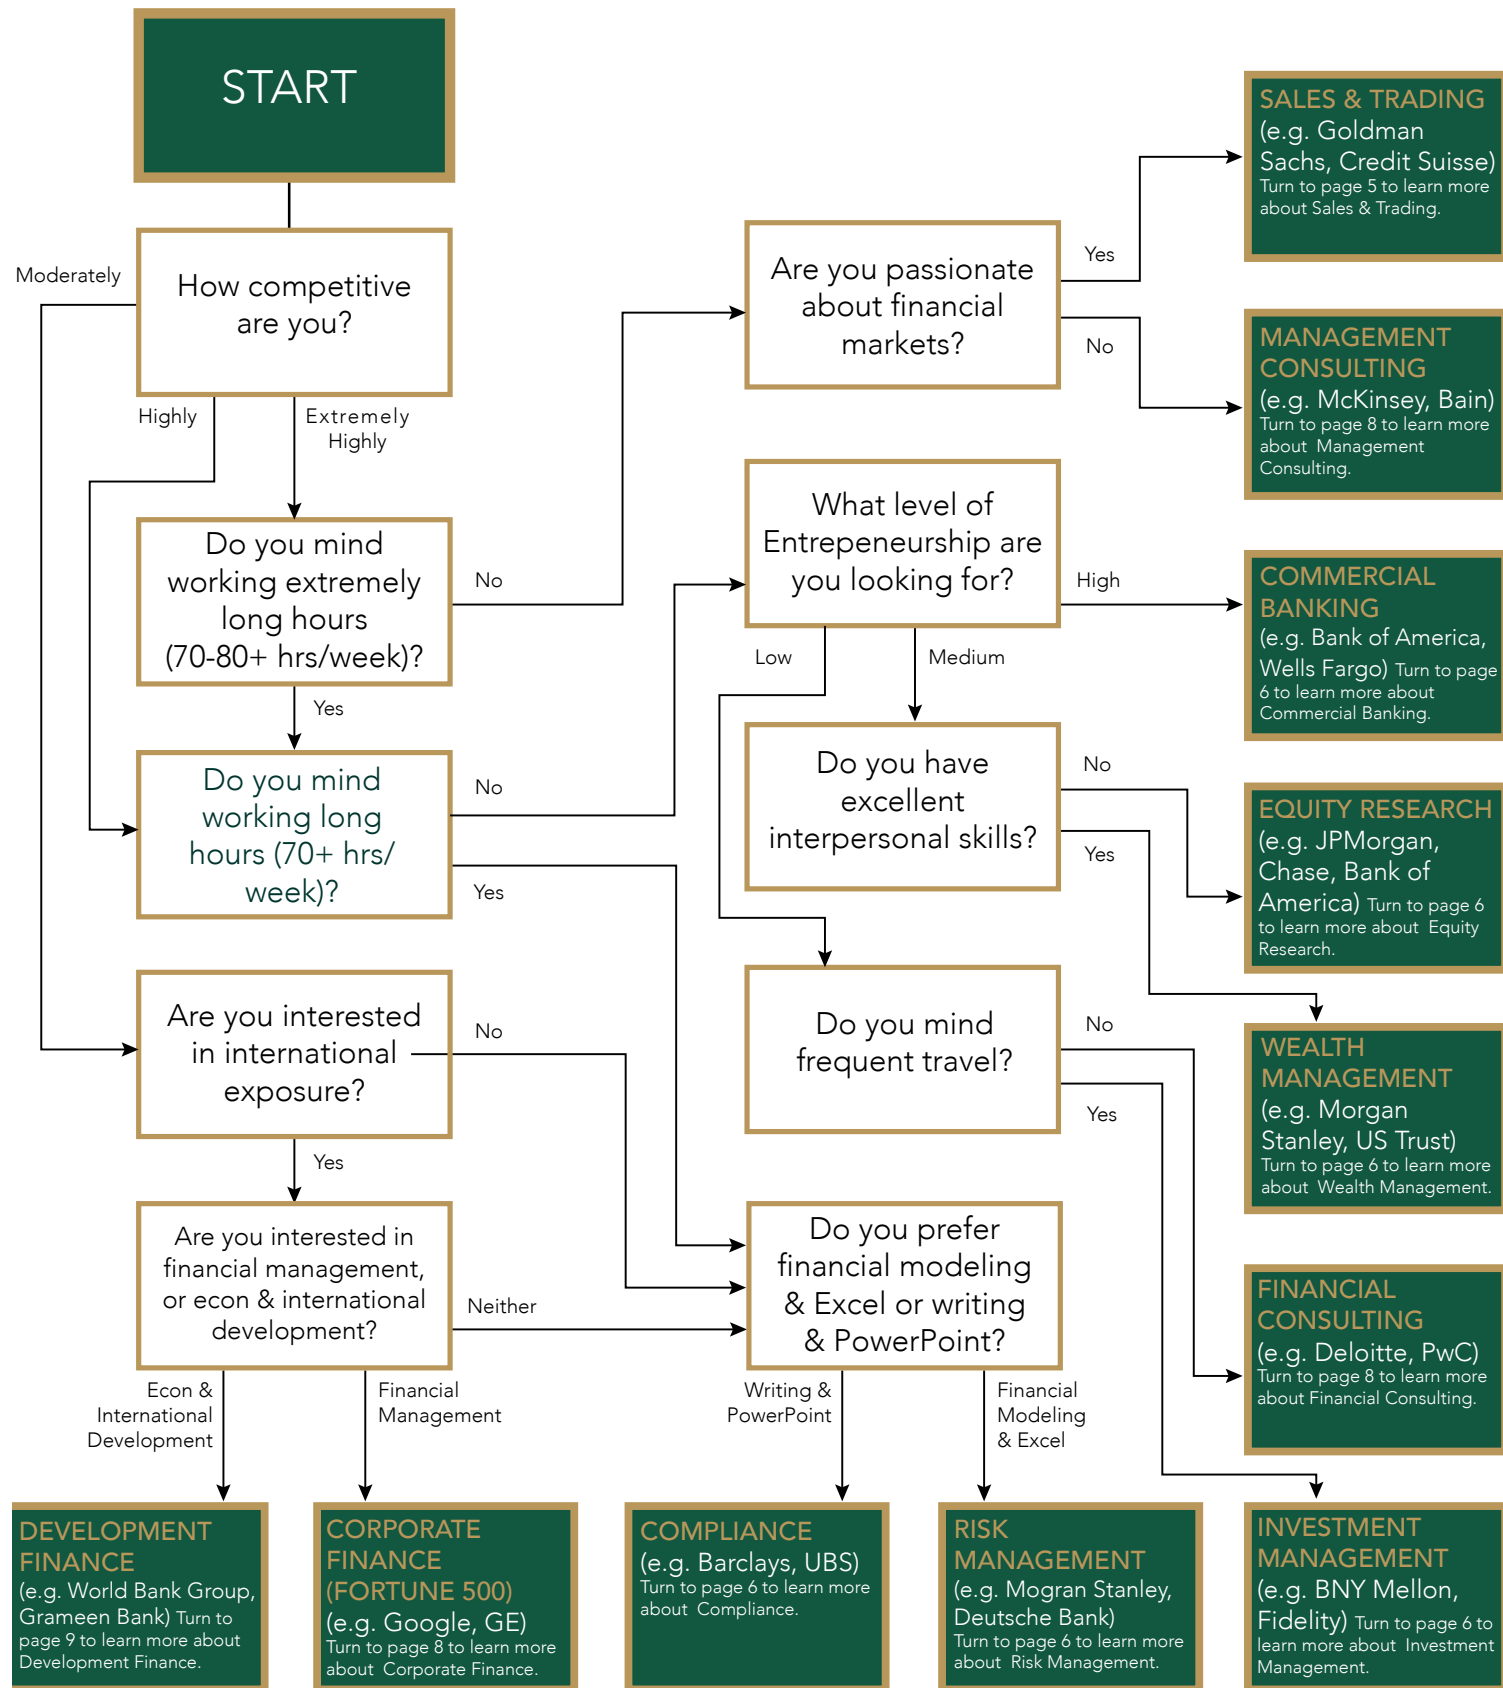 START
How competitive
are you?
Moderately
Highly
Extremely
Highly
Do you mind
working extremely
long hours
(70-80+ hrs/week)?
No
Yes
Do you mind
working long
hours (70+ hrs/
week)?
No
Yes
Are you interested
in international
exposure?
No
Yes
Are you interested in
financial management,
or econ & international
development?
Neither
Econ &
International
Development
Financial
Management
Are you passionate
about financial
markets?
Yes
No
What level of
Entrepeneurship are
you looking for?
High
Low
Medium
Do you have
excellent
interpersonal skills?
No
Yes
Do you mind
frequent travel?
No
Yes
Do you prefer
financial modeling
& Excel or writing
& PowerPoint?
Writing &
PowerPoint
Financial
Modeling
& Excel
SALES & TRADING
(e.g. Goldman
Sachs, Credit Suisse)
Turn to page 5 to learn more
about Sales & Trading.
MANAGEMENT
CONSULTING
(e.g. McKinsey, Bain)
Turn to page 8 to learn more
about Management
Consulting.
COMMERCIAL
BANKING
(e.g. Bank of America,
Wells Fargo) Turn to page
6 to learn more about
Commercial Banking.
EQUITY RESEARCH
(e.g. JPMorgan,
Chase, Bank of
America) Turn to page 6
to learn more about Equity
Research.
WEALTH
MANAGEMENT
(e.g. Morgan
Stanley, US Trust)
Turn to page 6 to learn more
about Wealth Management.
FINANCIAL
CONSULTING
(e.g. Deloitte, PwC)
Turn to page 8 to learn more
about Financial Consulting.
DEVELOPMENT
FINANCE
(e.g. World Bank Group,
Grameen Bank) Turn to
page 9 to learn more about
Development Finance.
CORPORATE
FINANCE
(FORTUNE 500)
(e.g. Google, GE)
Turn to page 8 to learn more
about Corporate Finance.
COMPLIANCE
(e.g. Barclays, UBS)
Turn to page 6 to learn more
about Compliance.
RISK
MANAGEMENT
(e.g. Mogran Stanley,
Deutsche Bank)
Turn to page 6 to learn more
about Risk Management.
INVESTMENT
MANAGEMENT
(e.g. BNY Mellon,
Fidelity) Turn to page 6 to
learn more about Investment
Management.